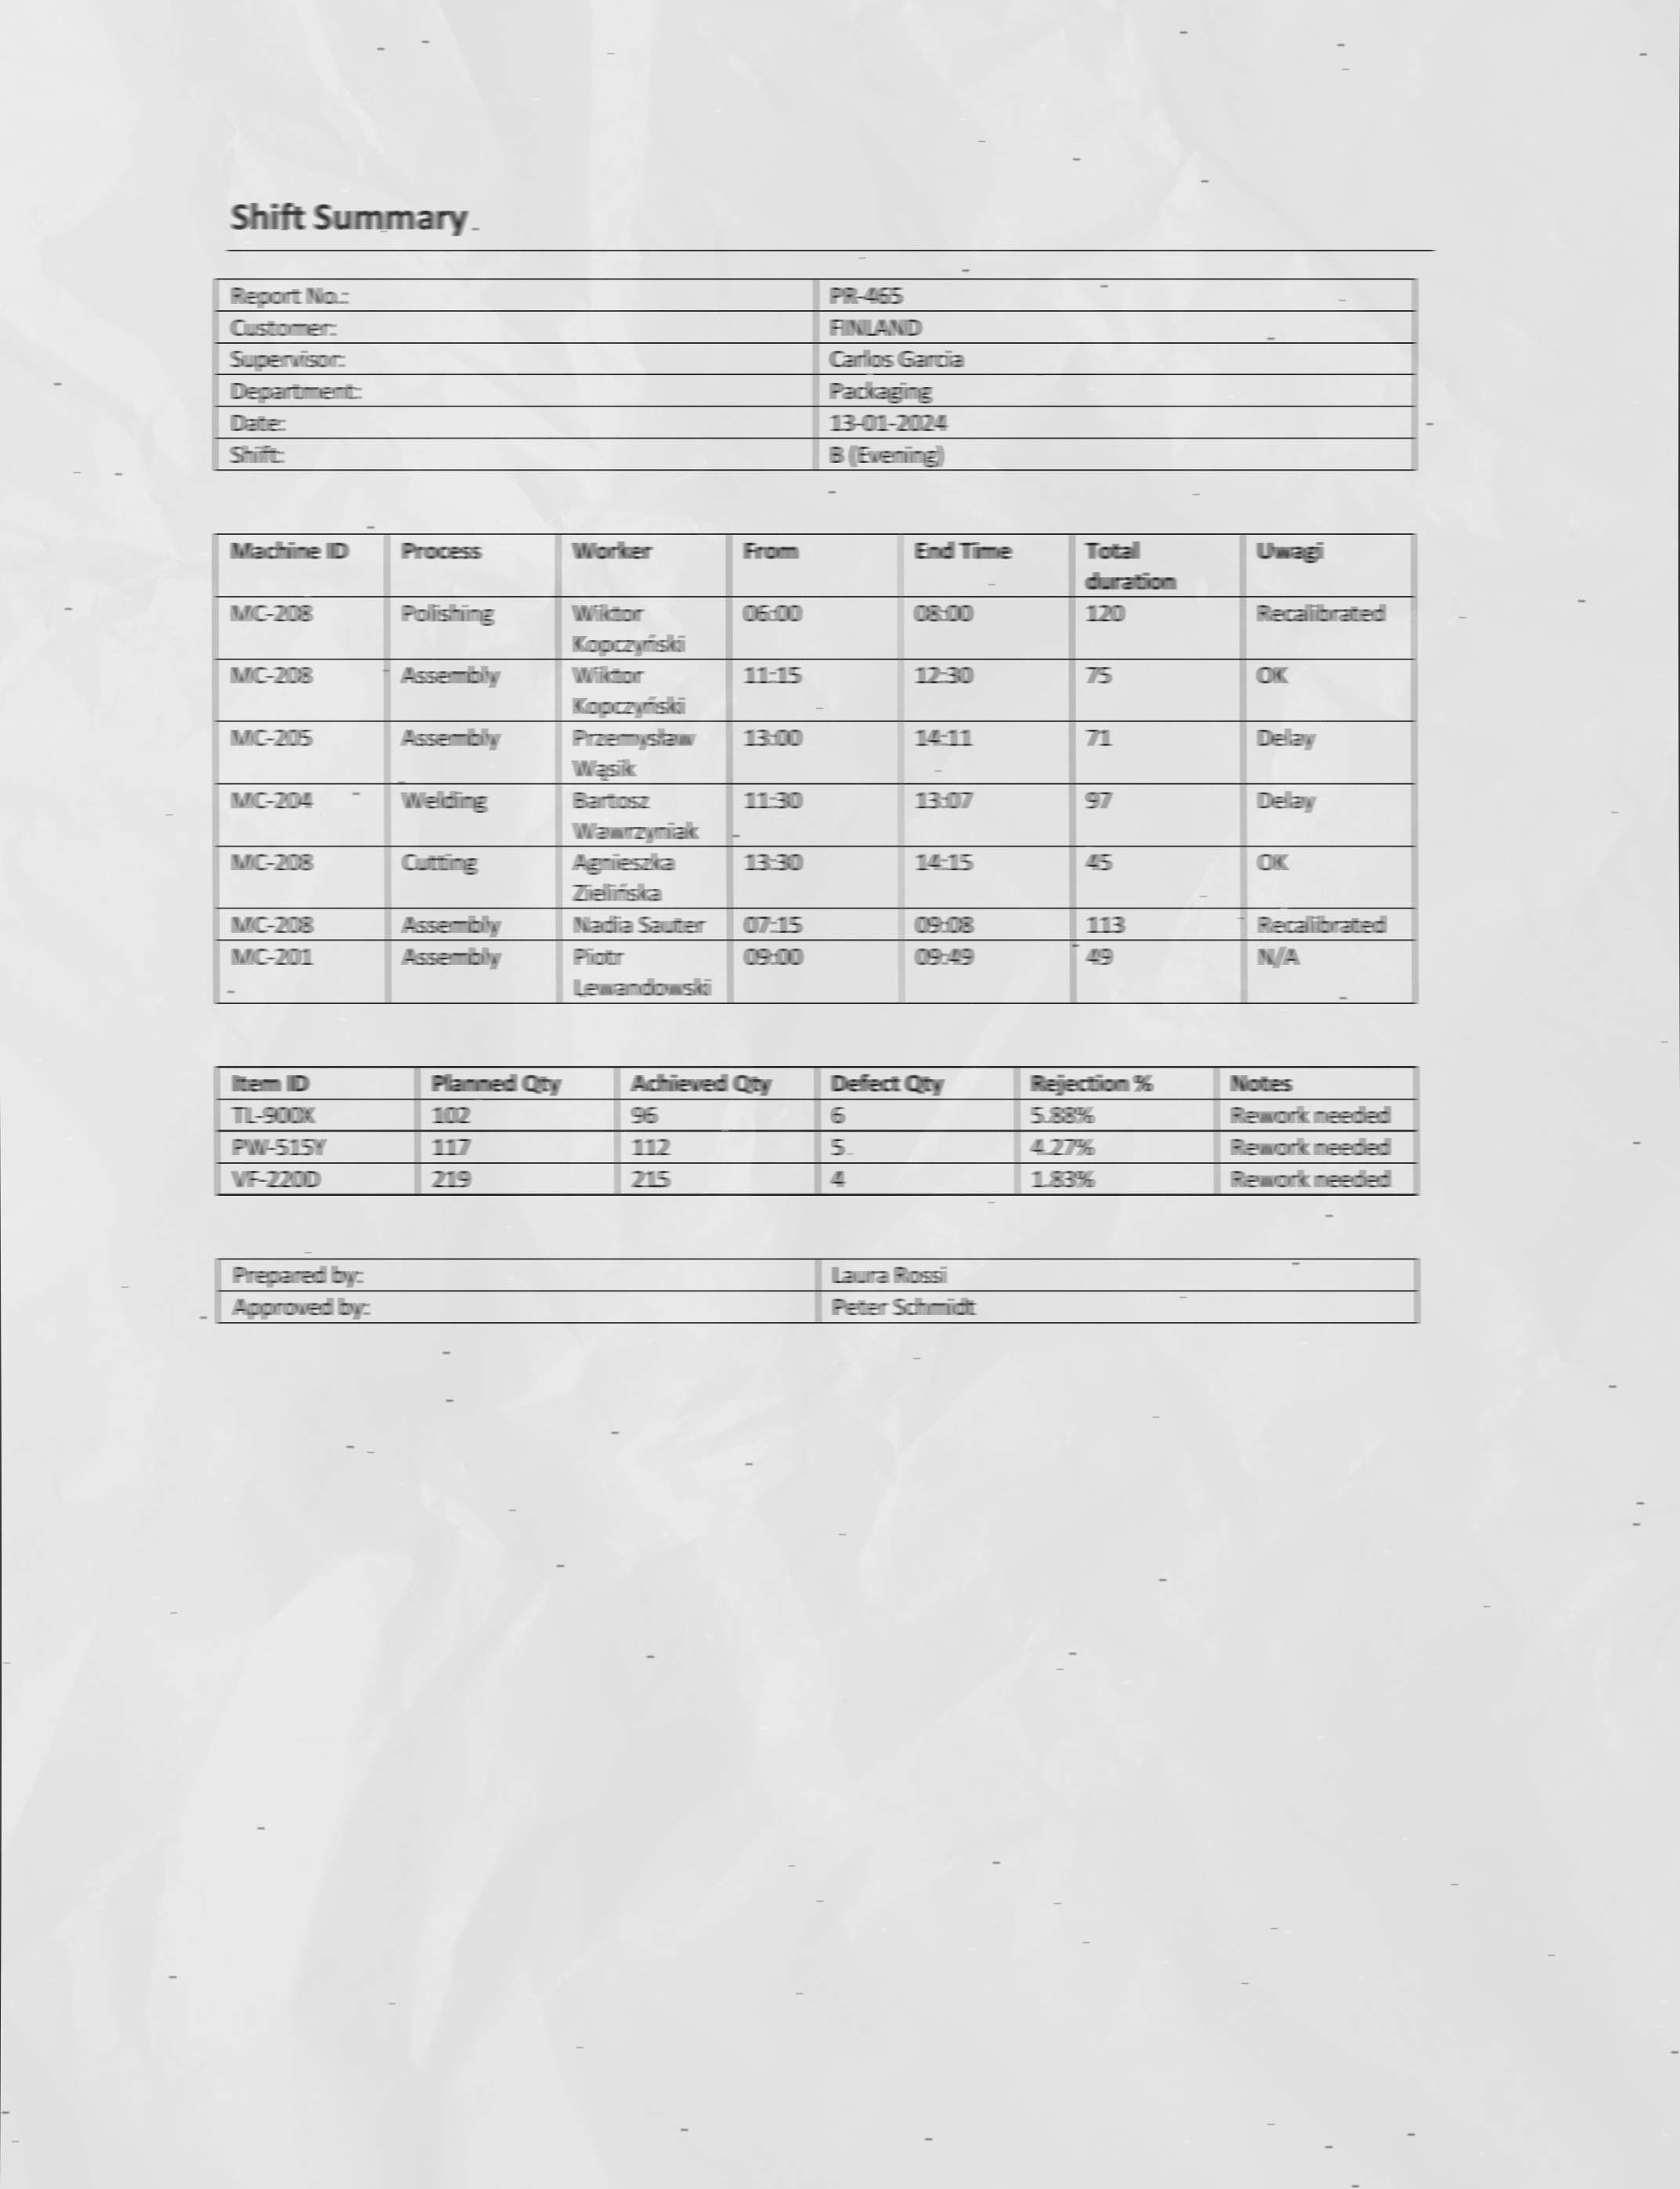 Shift Summary
Report No.: PR-465
Customer: FINLAND
Supervisor: Carlos Garcia
Department: Packaging
Date: 13-01-2024
Shift: B (Evening)
Machine ID Process Worker From End Time Total duration Uwagi
MC-208 Polishing Wiktor Kopczyński 06:00 08:00 120 Recalibrated
MC-208 Assembly Wiktor Kopczyński 11:15 12:30 75 OK
MC-205 Assembly Przemysław Wąsik 13:00 14:11 71 Delay
MC-204 Welding Bartosz Wawrzyniak 11:30 13:07 97 Delay
MC-208 Cutting Agnieszka Zielińska 13:30 14:15 45 OK
MC-208 Assembly Nadia Sauter 07:15 09:08 113 Recalibrated
MC-201 Assembly Piotr Lewandowski 09:00 09:49 49 N/A
Item ID Planned Qty Achieved Qty Defect Qty Rejection % Notes
TL-900X 102 96 6 5.88% Rework needed
PW-515Y 117 112 5 4.27% Rework needed
VF-220D 219 215 4 1.83% Rework needed
Prepared by: Laura Rossi
Approved by: Peter Schmidt